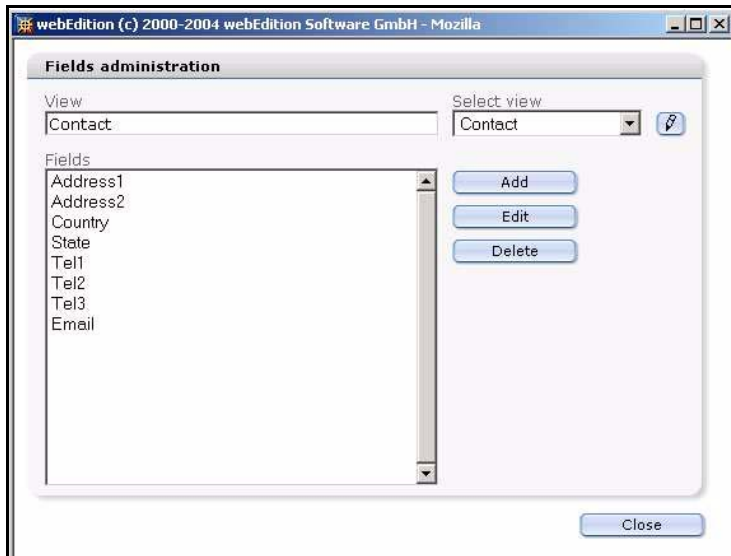 webEdition (c) 2000-2004 webEdition Software GmbH - Mozilla
Fields administration
View
Select view
Contact
Contact
Fields
Address1
Address2
Country
State
Tel1
Tel2
Tel3
Email
Add
Edit
Delete
Close